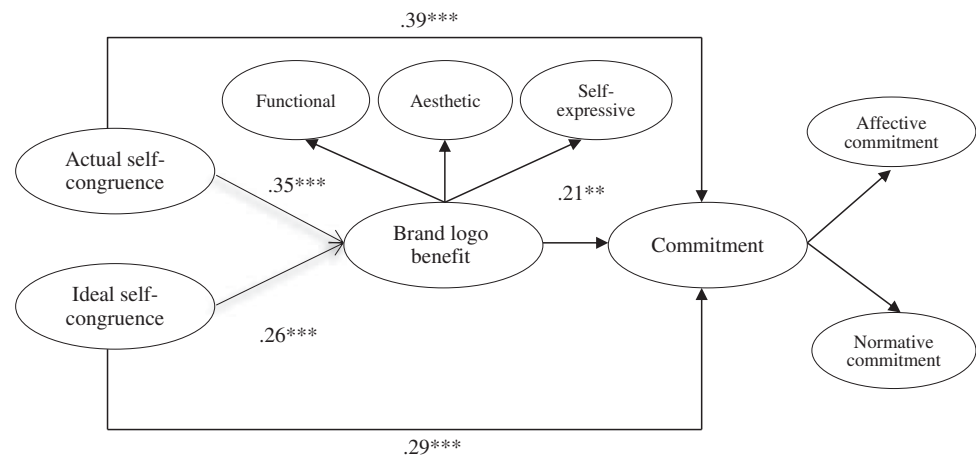 .39***
Functional
Aesthetic
Self-
expressive
Affective
commitment
Actual self-
congruence
.35***
.21**
Brand logo
benefit
Commitment
Ideal self-
congruence
.26***
Normative
commitment
.29***